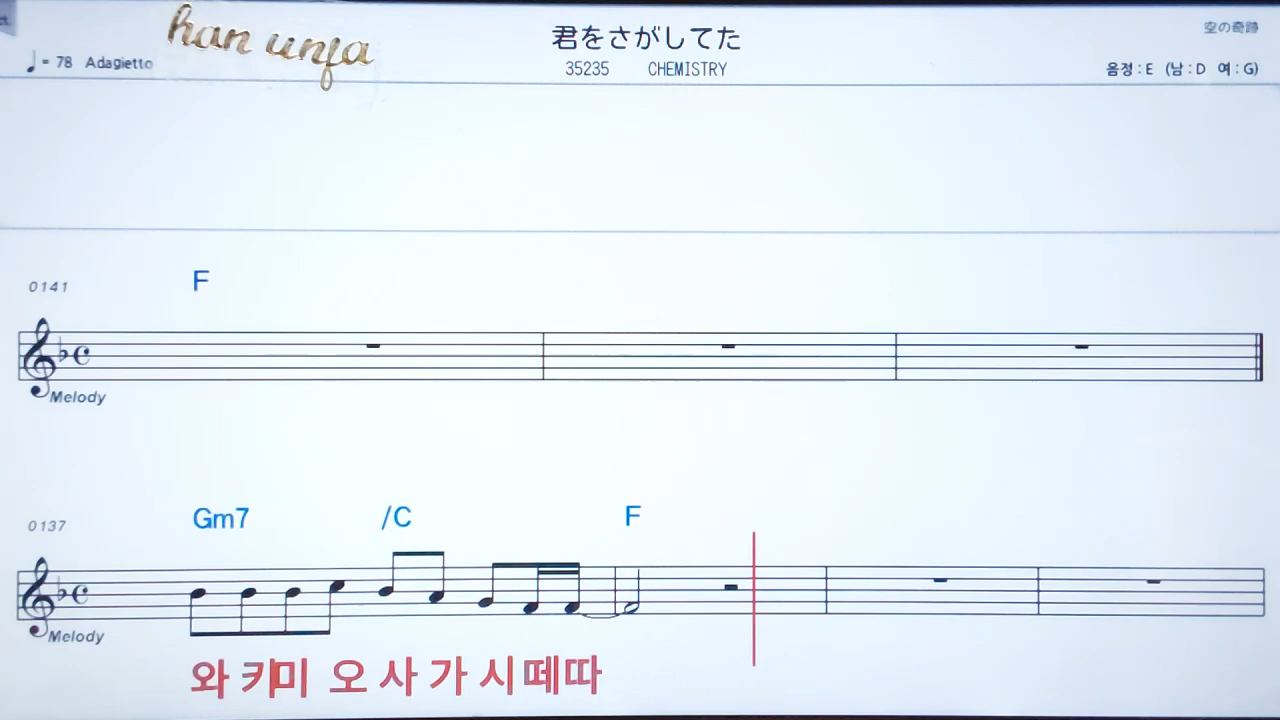 han unfa
君をさがしてた
空の奇跡
♩= 78 Adagietto
35235 CHEMISTRY
음정 : E (남 : D 여 : G)
0141
F
Melody
0137
Gm7 /C F
Melody
와 키미 오 사 가 시 떼따